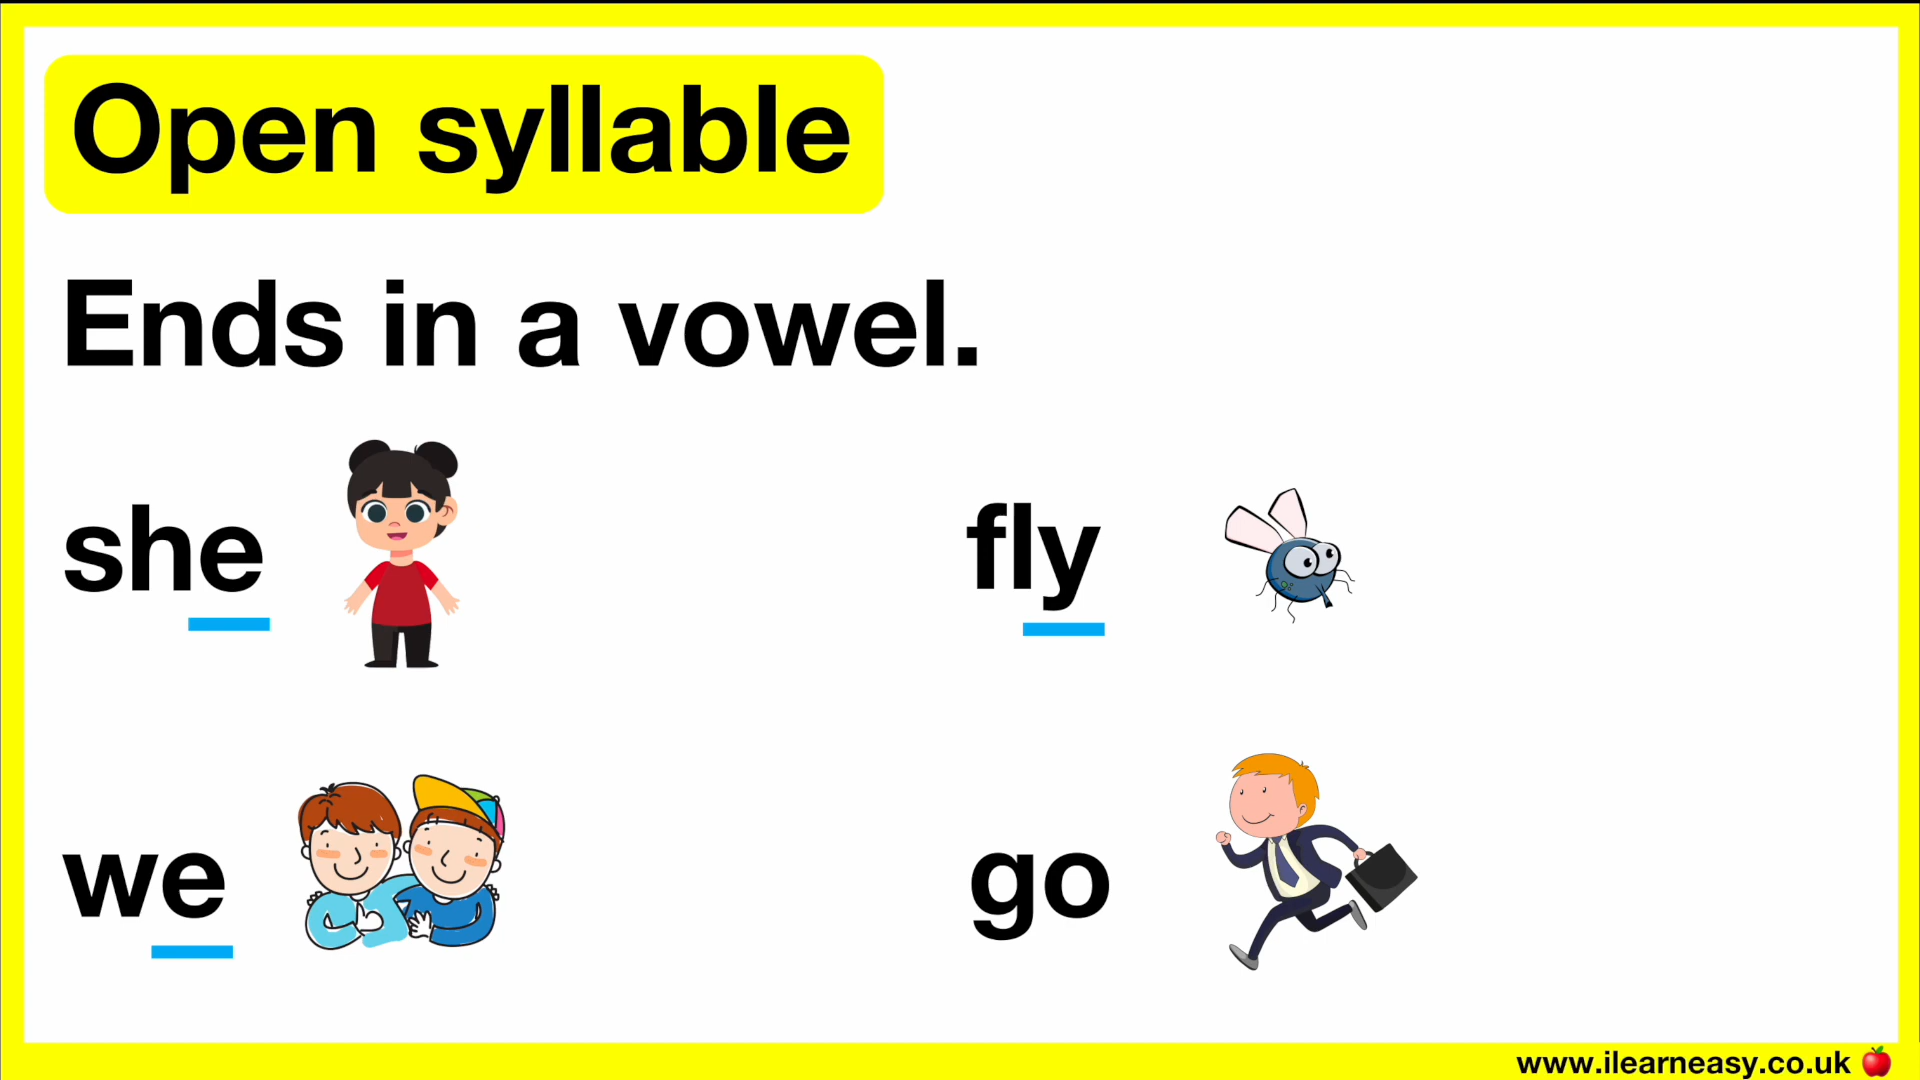 Open syllable
Ends in a vowel.
she
fly
we
go
www.ilearneasy.co.uk